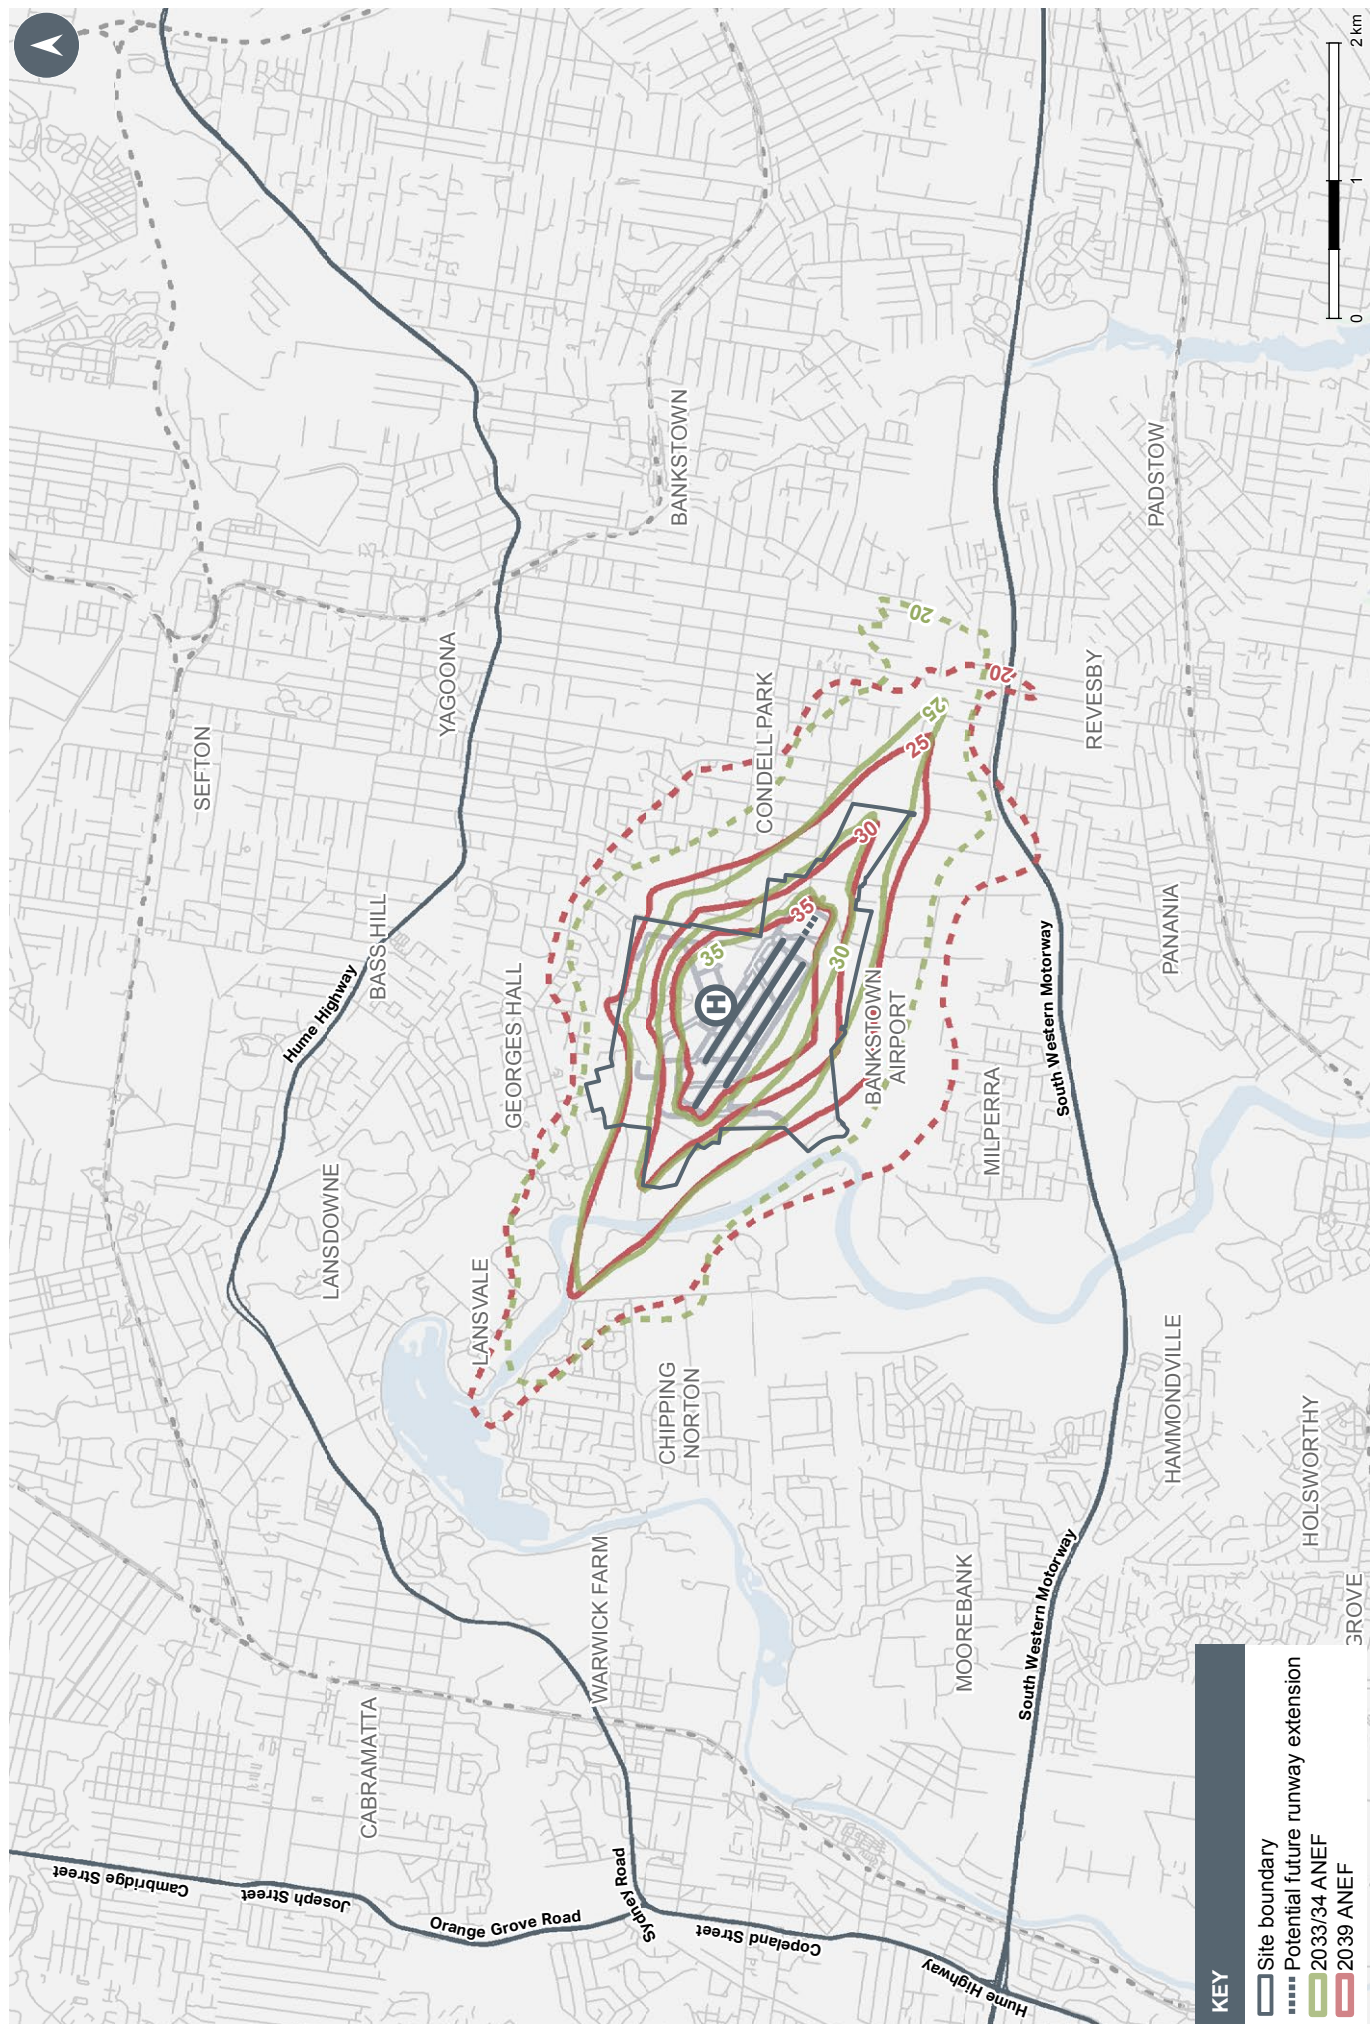 Cambridge Street
Joseph Street
Orange Grove Road
Sydney Road
Copeland Street
Hume Highway
CABRAMATTA
WARWICK FARM
MOOREBANK
South Western Motorway
HOLSWORTHY
GROVE
HAMMONDVILLE
CHIPPING
NORTON
LANSVALE
LANSDOWNE
GEORGES HALL
Hume Highway
BASS HILL
MILPERRA
BANKSTOWN
AIRPORT
South Western Motorway
PANANIA
H
35
35
30
30
25
25
20
20
CONDELL PARK
SEFTON
YAGOONA
REVESBY
BANKSTOWN
PADSTOW
0
1
2 km
KEY
Site boundary
Potential future runway extension
2033/34 ANEF
2039 ANEF